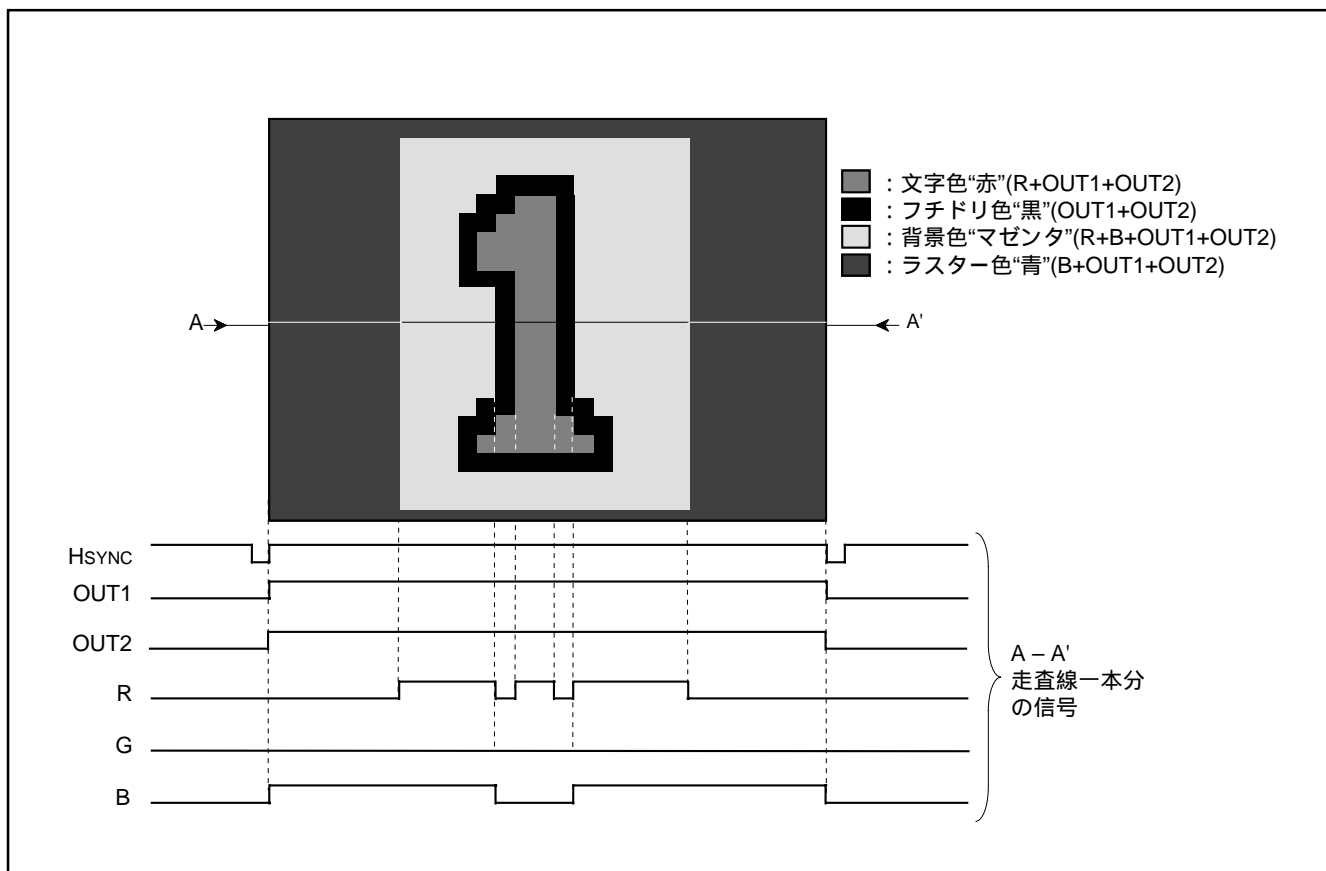 ：文字色“赤”(R+OUT1+OUT2)
：フチドリ色“黒”(OUT1+OUT2)
：背景色“マゼンタ”(R+B+OUT1+OUT2)
：ラスター色“青”(B+OUT1+OUT2)
A
A'
HSYNC
OUT1
OUT2
R
G
B
A – A'
走査線一本分
の信号